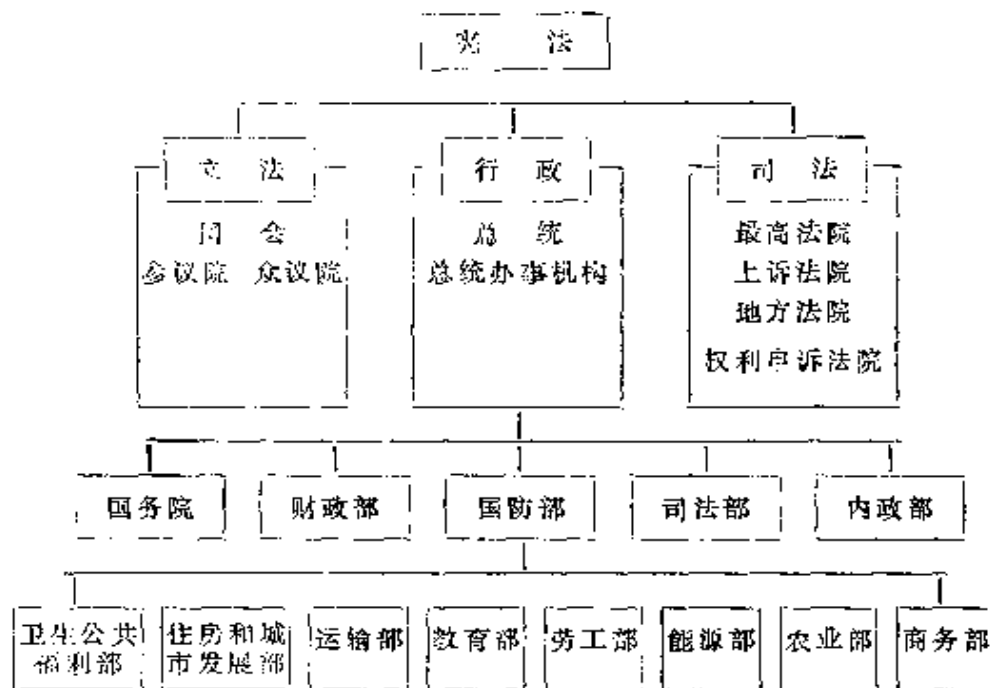 宪法
立法 行政 司法
国会 总统 最高法院
参议院 众议院 总统办事机构 上诉法院
地方法院
权利申诉法院
国务院 财政部 国防部 司法部 内政部
卫生公共 住房和城 运输部 教育部 劳工部 能源部 农业部 商务部
福利部 市发展部